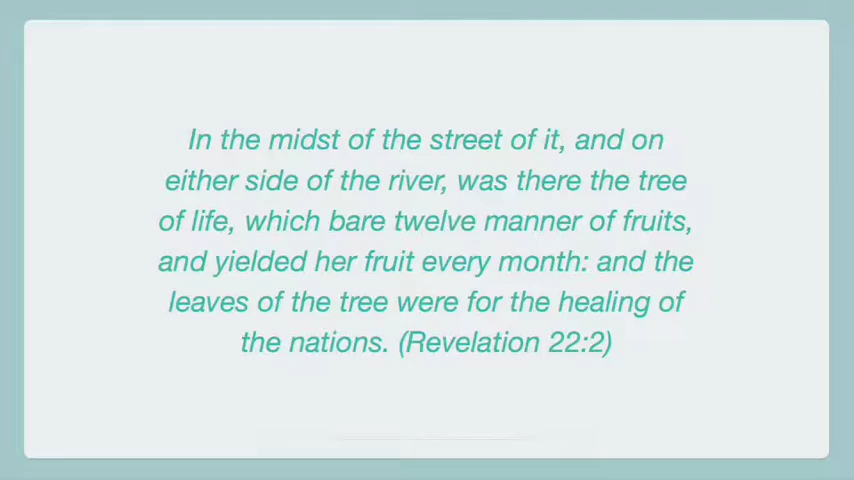 In the midst of the street of it, and on
either side of the river, was there the tree
of life, which bare twelve manner of fruits,
and yielded her fruit every month: and the
leaves of the tree were for the healing of
the nations. (Revelation 22:2)